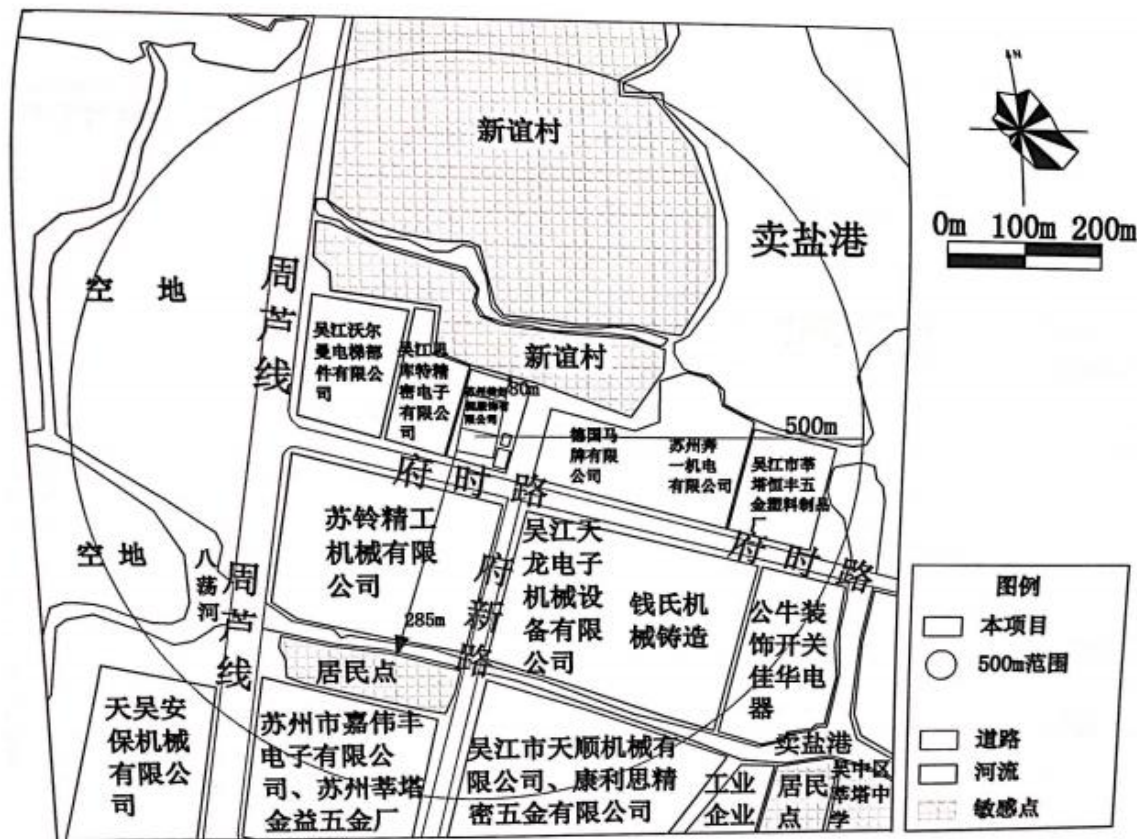 新谊村
N
0m 100m 200m
卖盐港
周芦线
空 地
吴江沃尔
曼电梯部
件有限公
司
吴江思
库特精
密电子
有限公
司
限公司
80m
新谊村
500m
德国马
牌有限
公司
苏州奔
一机电
有限公司
吴江市莘
塔恒丰五
金塑料制品
厂
府时路
苏铃精工
机械有限
公司
吴江天
龙电子
机械设
备有限
公司
钱氏机
械铸造
府时路
府新路
公牛装
饰开关
佳华电
器
空 地
八荡河
周芦线
285m
居民点
天吴安
保机械
有限公
司
苏州市嘉伟丰
电子有限公
司、苏州莘塔
金益五金厂
吴江市天顺机械有
限公司、康利思精
密五金有限公司
卖盐港
工业
企业
居民
点
吴中区
莘塔中
学
图例
本项目
500m范围
道路
河流
敏感点